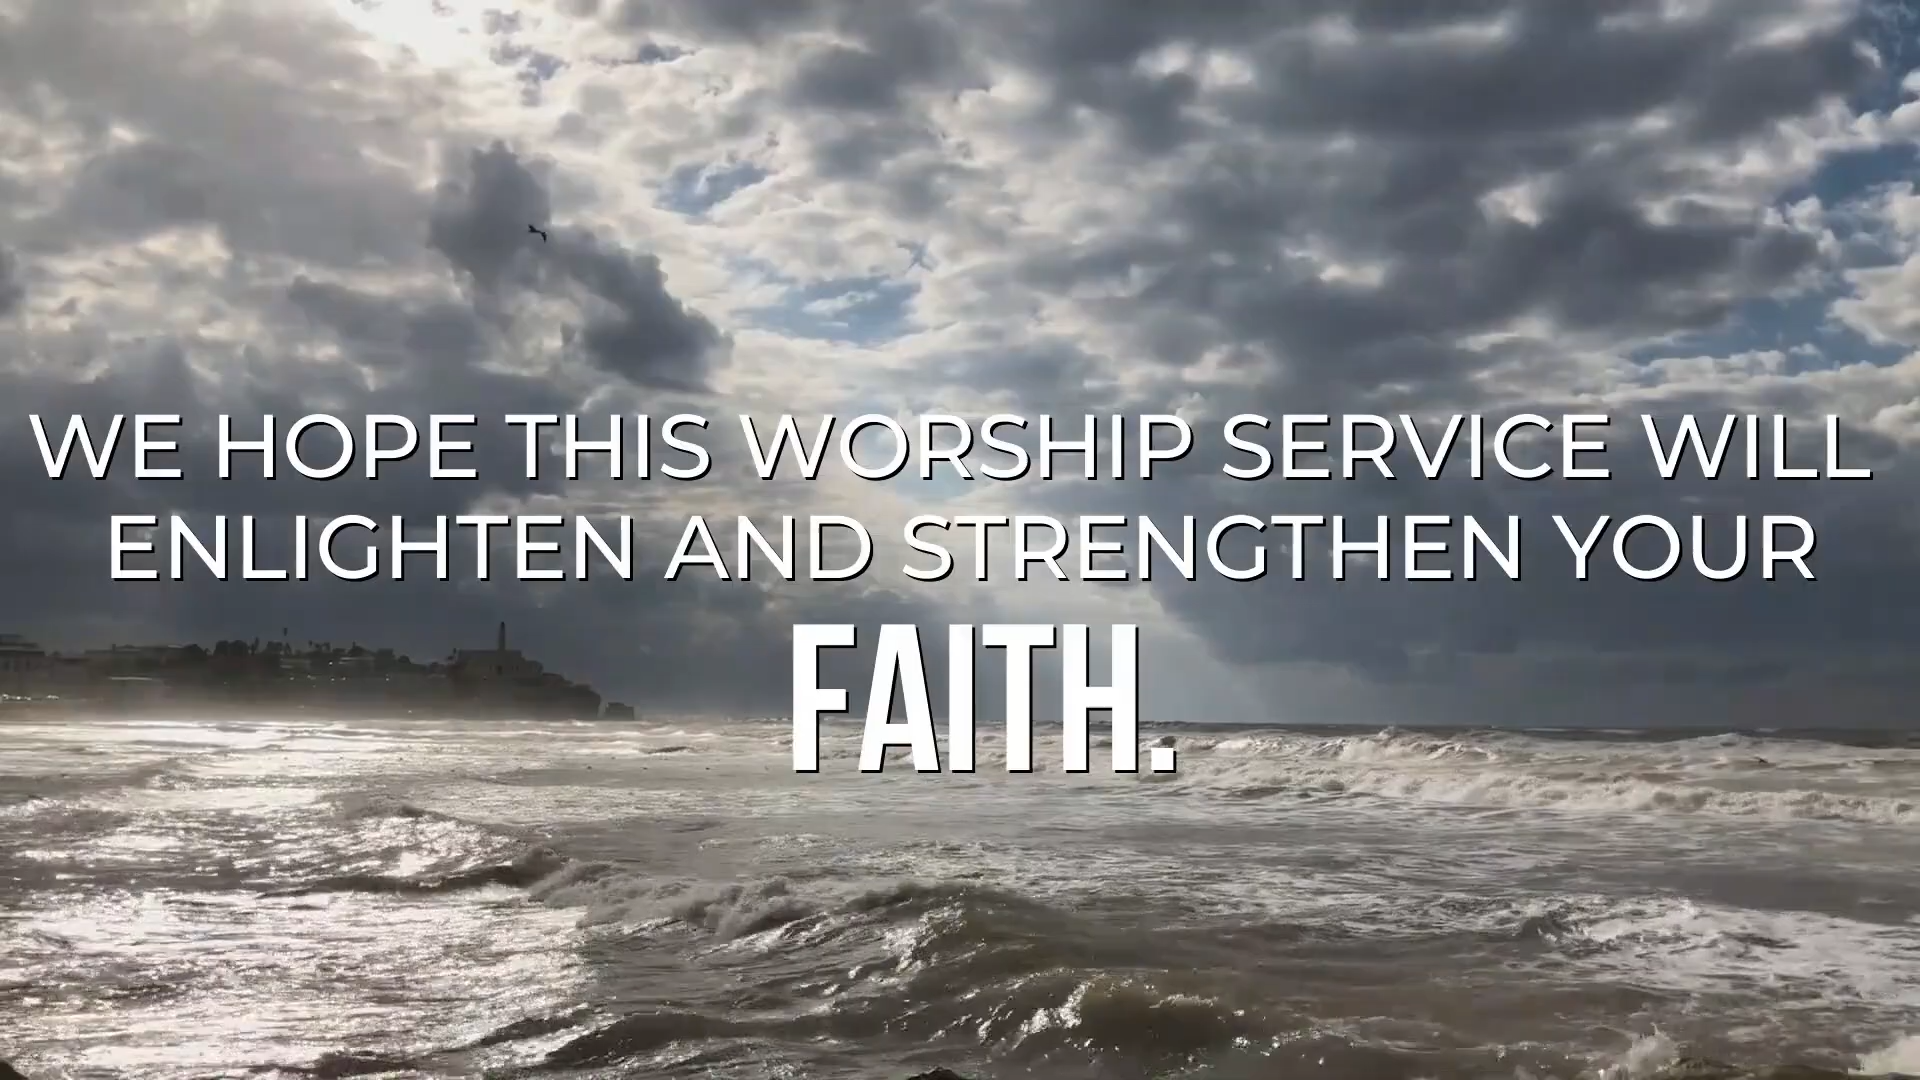 WE HOPE THIS WORSHIP SERVICE WILL
ENLIGHTEN AND STRENGTHEN YOUR
FAITH.